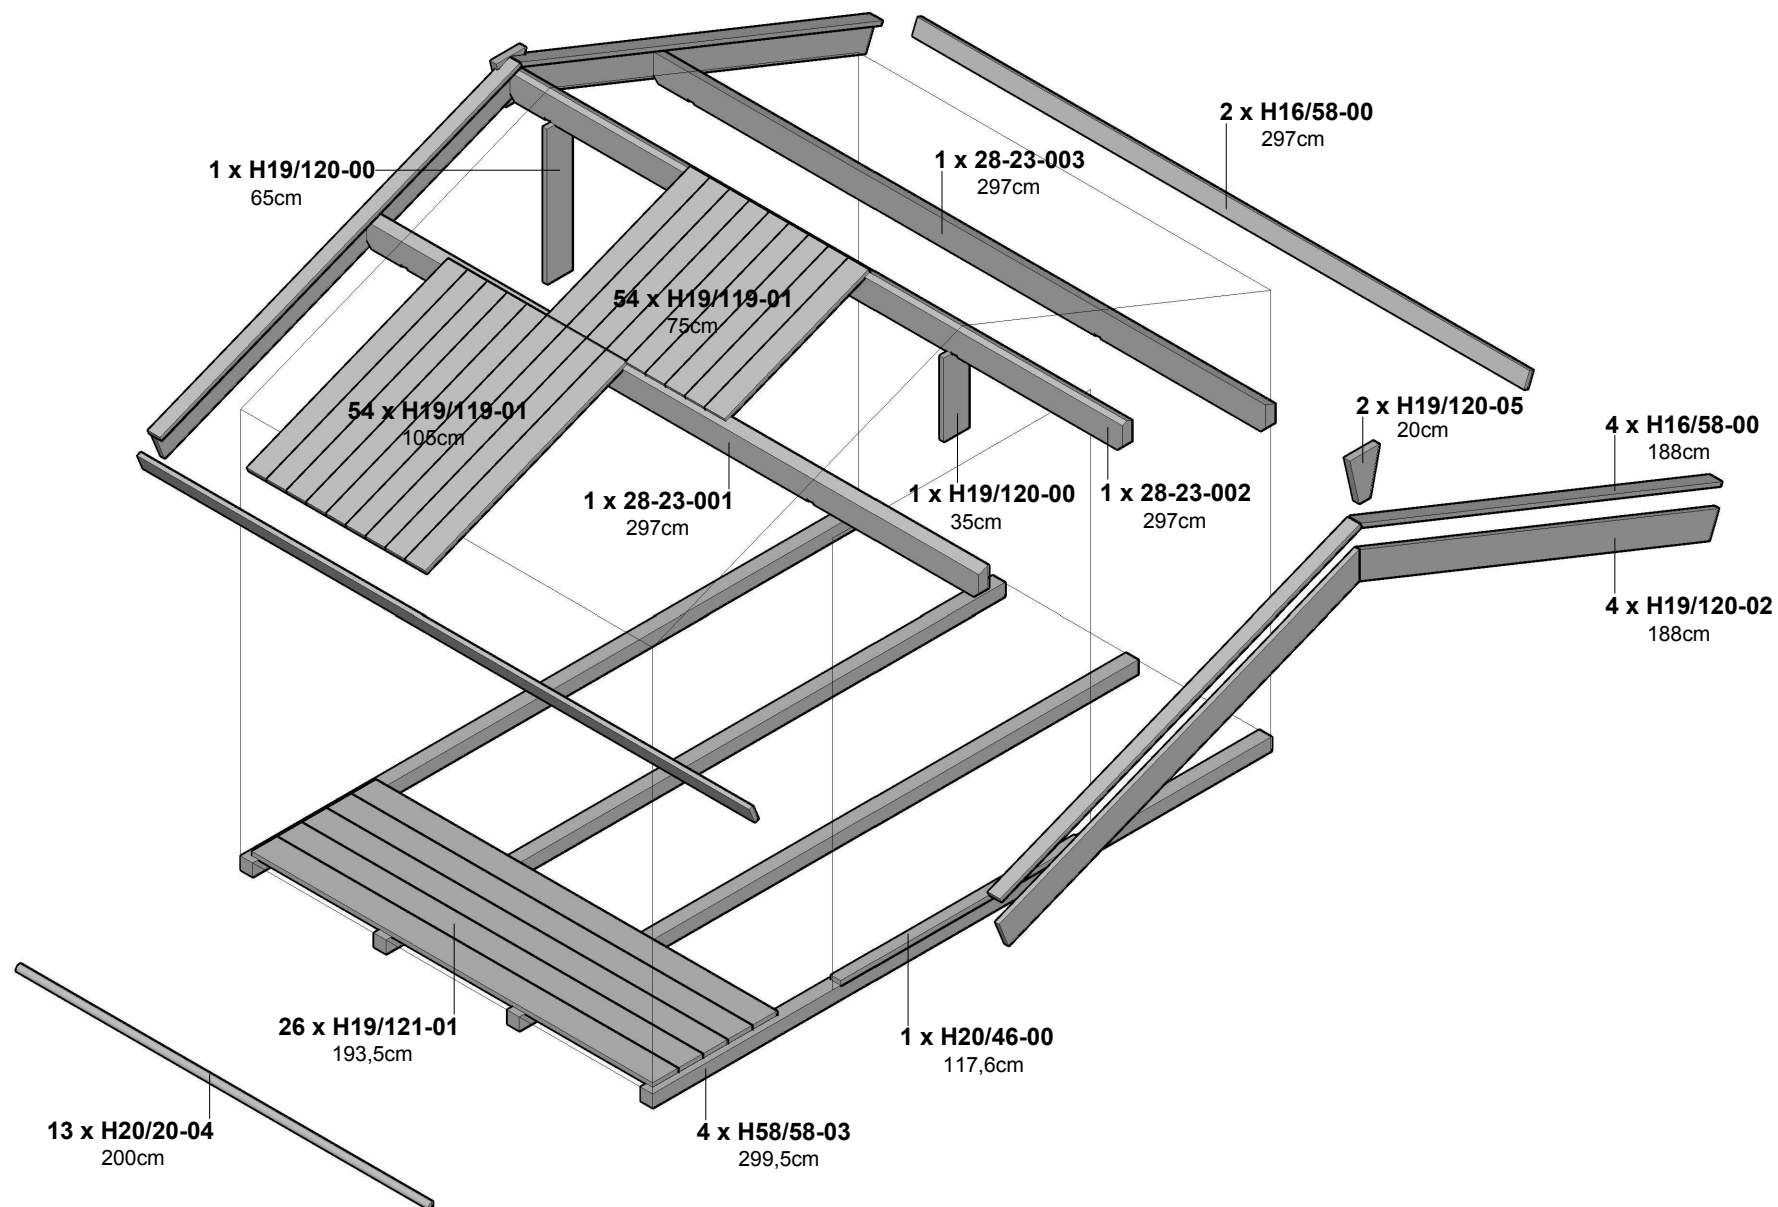 2 x H16/58-00
297cm
1 x H19/120-00
65cm
1 x 28-23-003
297cm
54 x H19/119-01
75cm
54 x H19/119-01
105cm
2 x H19/120-05
20cm
4 x H16/58-00
188cm
1 x 28-23-001
297cm
1 x H19/120-00
35cm
1 x 28-23-002
297cm
4 x H19/120-02
188cm
26 x H19/121-01
193,5cm
1 x H20/46-00
117,6cm
13 x H20/20-04
200cm
4 x H58/58-03
299,5cm